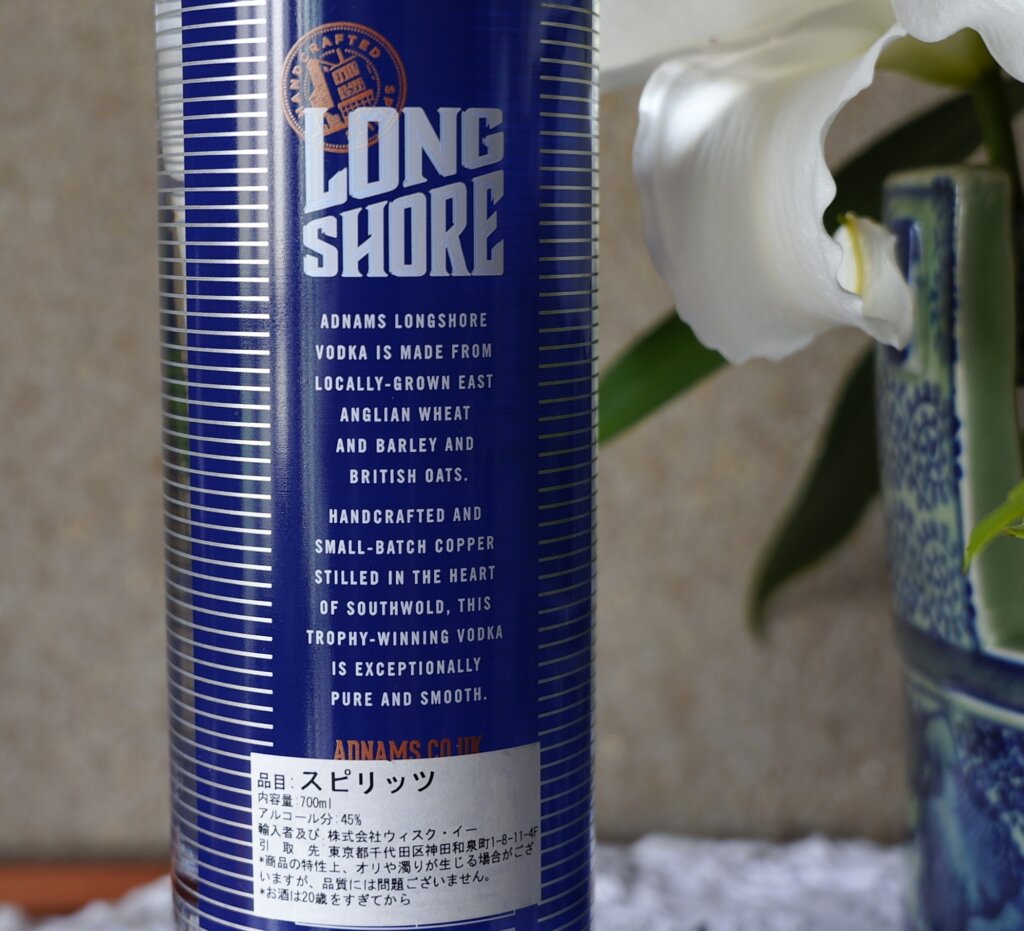 HANDCRAFTED
LONG
SHORE
ADNAMS LONGSHORE
VODKA IS MADE FROM
LOCALLY-GROWN EAST
ANGLIAN WHEAT
AND BARLEY AND
BRITISH OATS.
HANDCRAFTED AND
SMALL-BATCH COPPER
STILLED IN THE HEART
OF SOUTHWOLD, THIS
TROPHY-WINNING VODKA
IS EXCEPTIONALLY
PURE AND SMOOTH.
ADNAMS.CO.UK
品目:スピリッツ
内容量:700ml
アルコール分:45%
輸入者及び 株式会社ウィスク・イー
引 取 先 東京都千代田区神田和泉町1-8-11-4F
*商品の特性上、オリや濁りが生じる場合がござ
いますが、品質には問題ございません。
*お酒は20歳をすぎてから